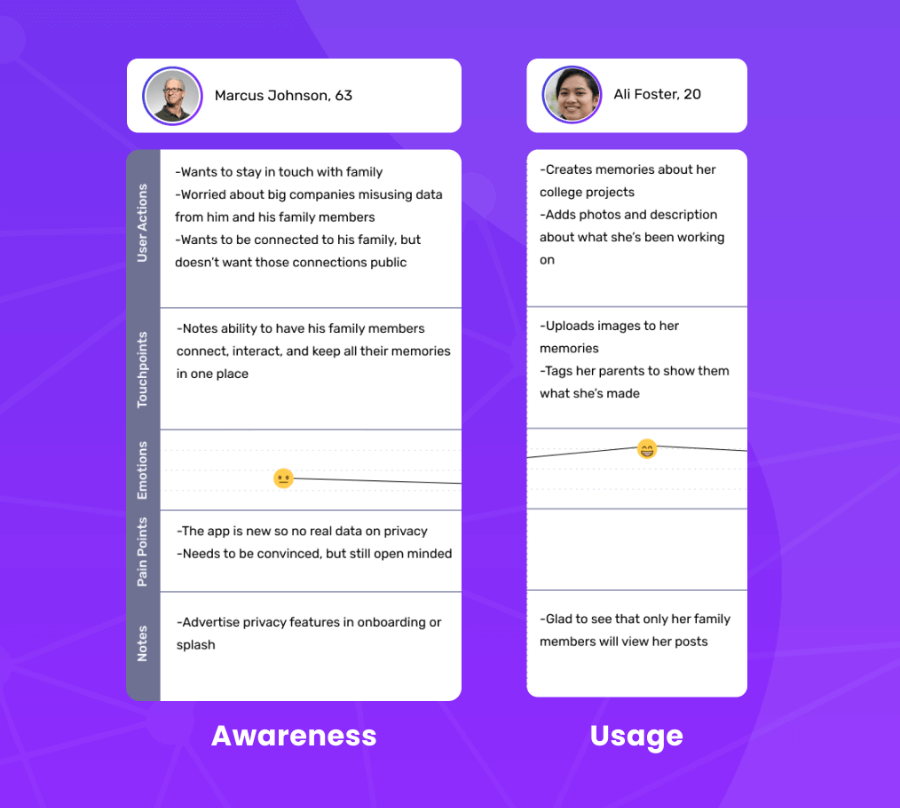 Marcus Johnson, 63
User Actions
-Wants to stay in touch with family
-Worried about big companies misusing data
from him and his family members
-Wants to be connected to his family, but
doesn’t want those connections public
Touchpoints
-Notes ability to have his family members
connect, interact, and keep all their memories
in one place
Emotions
Pain Points
-The app is new so no real data on privacy
-Needs to be convinced, but still open minded
Notes
-Advertise privacy features in onboarding or
splash
Awareness
Ali Foster, 20
-Creates memories about her
college projects
-Adds photos and description
about what she’s been working
on
-Uploads images to her
memories
-Tags her parents to show them
what she’s made
-Glad to see that only her family
members will view her posts
Usage